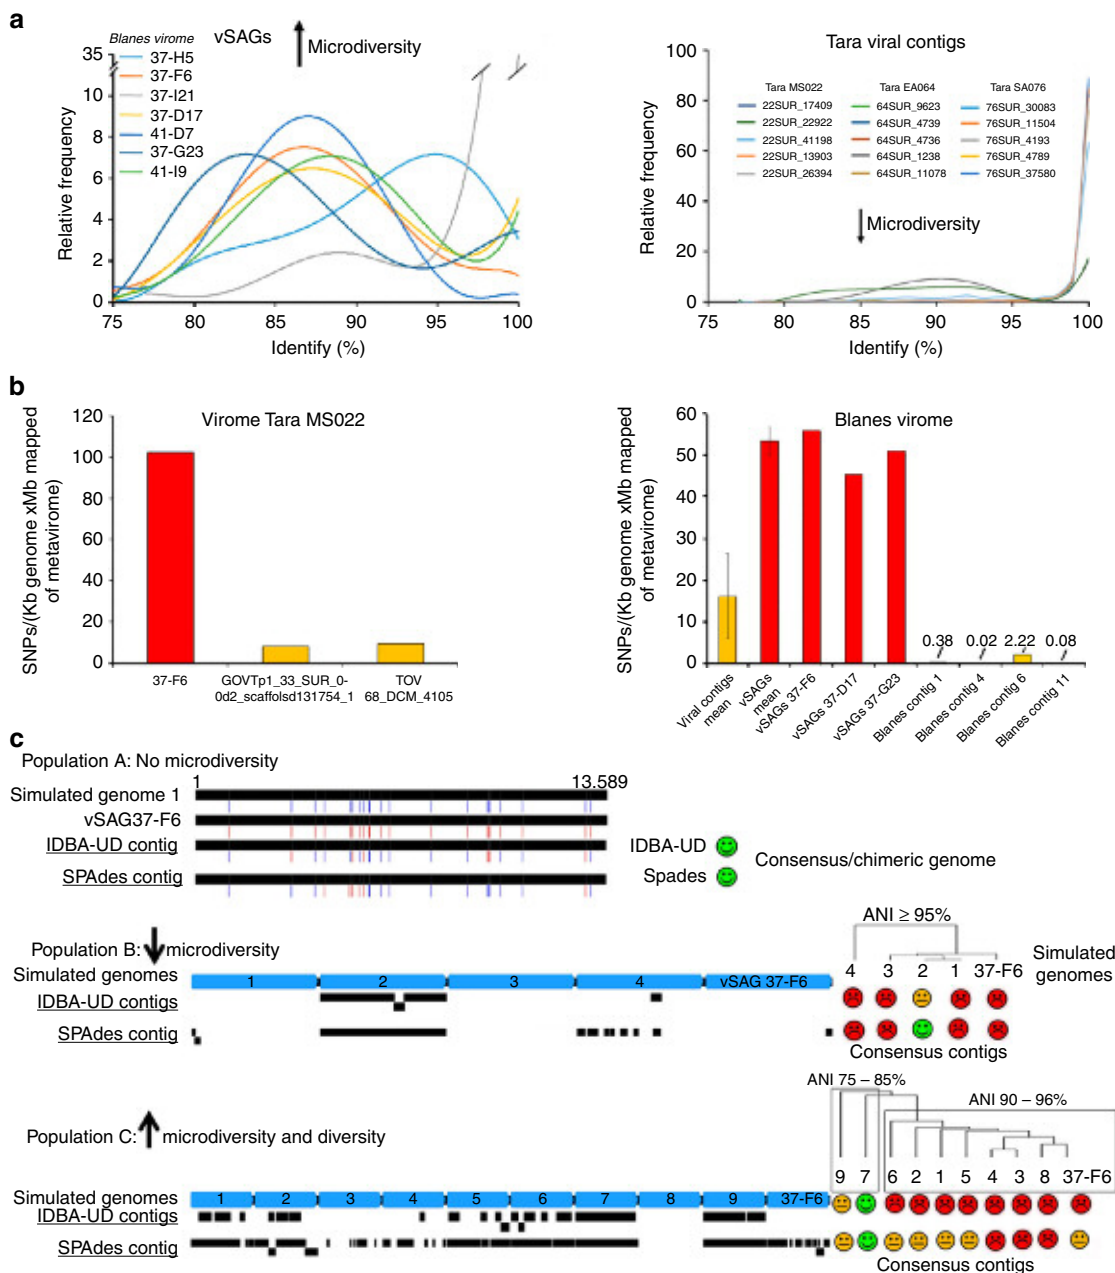 a
Blanes virome
vSAGs
Microdiversity
37-H5
37-F6
37-I21
37-D17
41-D7
37-G23
41-I9
Relative frequency
35
10
8
6
4
2
0
75
80
85
90
95
100
Identify (%)
Tara viral contigs
Tara MS022
22SUR_17409
22SUR_22922
22SUR_41198
22SUR_13903
22SUR_26394
Tara EA064
64SUR_9623
64SUR_4739
64SUR_4736
64SUR_1238
64SUR_11078
Tara SA076
76SUR_30083
76SUR_11504
76SUR_4193
76SUR_4789
76SUR_37580
Microdiversity
Relative frequency
100
80
60
40
20
0
75
80
85
90
95
100
Identify (%)
b
Virome Tara MS022
SNPs/(Kb genome xMb mapped
of metavirome)
120
100
80
60
40
20
0
37-F6
GOVTp1_33_SUR_0-
0d2_scaffolsd131754_1
TOV
68_DCM_4105
Blanes virome
SNPs/(Kb genome xMb mapped
of metavirome)
60
50
40
30
20
10
0
0.38
0.02
2.22
0.08
Viral contigs
mean
vSAGs
mean
vSAGs 37-F6
vSAGs 37-D17
vSAGs 37-G23
Blanes contig 1
Blanes contig 4
Blanes contig 6
Blanes contig 11
c
Population A: No microdiversity
1
13.589
Simulated genome 1
vSAG37-F6
IDBA-UD contig
SPAdes contig
IDBA-UD
Spades
Consensus/chimeric genome
Population B:
microdiversity
Simulated genomes
1
2
3
4
vSAG 37-F6
IDBA-UD contigs
SPAdes contig
ANI ≥ 95%
4
3
2
1
37-F6
Simulated
genomes
Consensus contigs
Population C:
microdiversity and diversity
Simulated genomes
1
2
3
4
5
6
7
8
9
37-F6
IDBA-UD contigs
SPAdes contig
ANI 75 – 85%
ANI 90 – 96%
9
7
6
2
1
5
4
3
8
37-F6
Consensus contigs